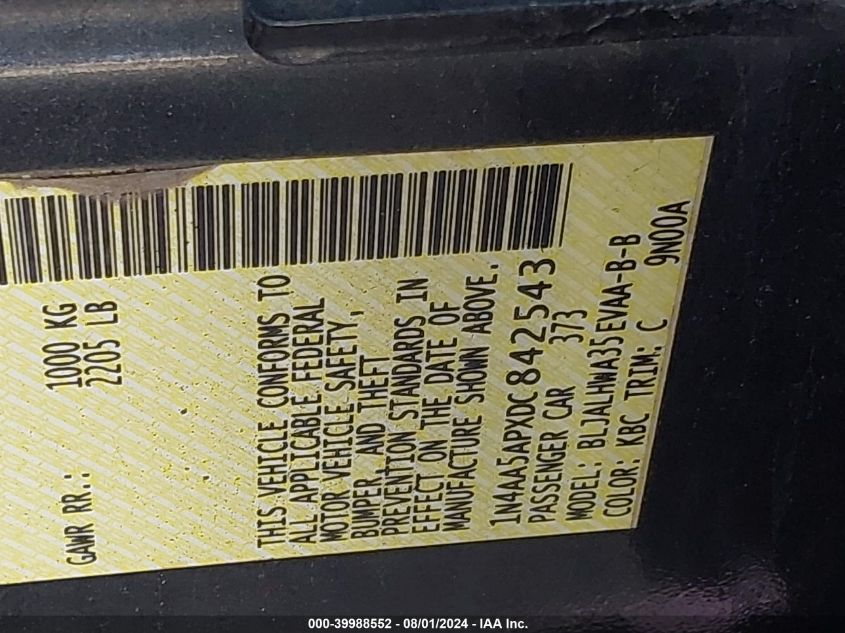 GAWR RR.: 1000 KG
2205 LB
THIS VEHICLE CONFORMS TO
ALL APPLICABLE FEDERAL
MOTOR VEHICLE SAFETY,
BUMPER, AND THEFT
PREVENTION STANDARDS IN
EFFECT ON THE DATE OF
MANUFACTURE SHOWN ABOVE.
1N4AA5APXDC842543
PASSENGER CAR 373
MODEL: BLJALHWA35EVAA-B-B
COLOR: KBC TRIM: C 9N00A
000-39988552 - 08/01/2024 - IAA Inc.